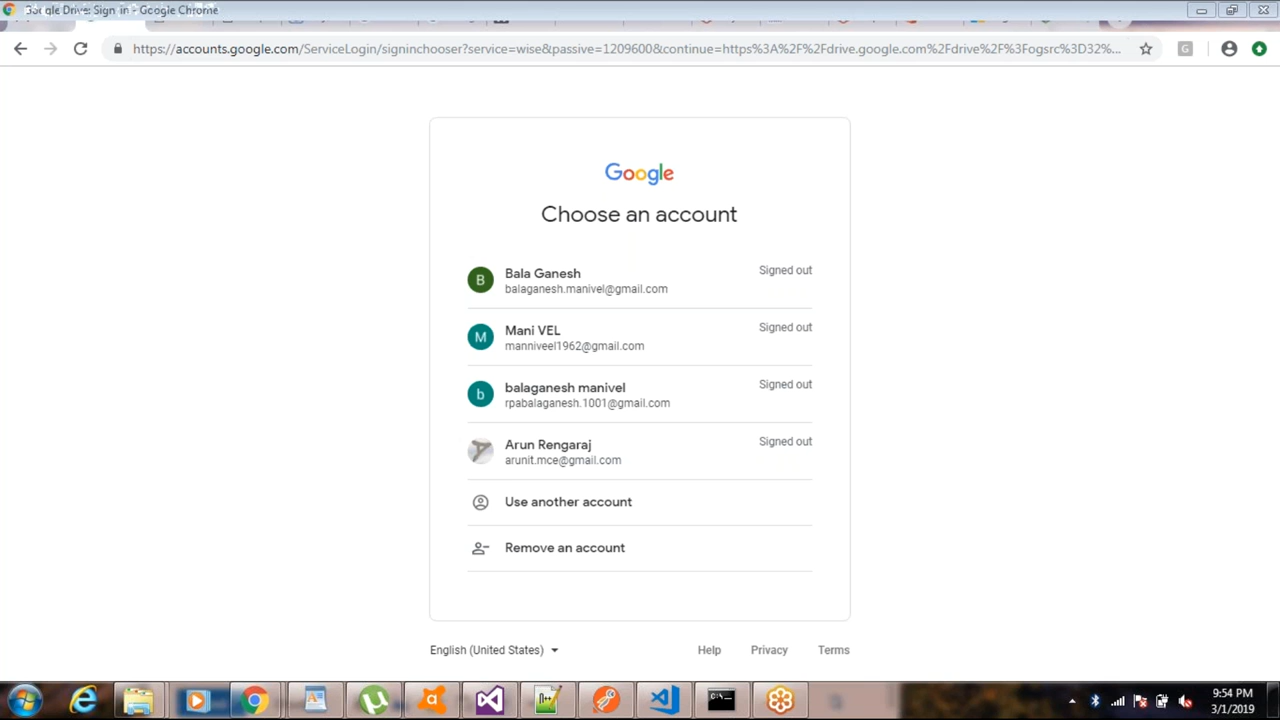 Google Drive: Sign in - Google Chrome
https://accounts.google.com/ServiceLogin/signinchooser?service=wise&passive=1209600&continue=https%3A%2F%2Fdrive.google.com%2Fdrive%2F%3Fogsrc%3D32%...
G
Google
Choose an account
B
Bala Ganesh
Signed out
balaganesh.manivel@gmail.com
M
Mani VEL
Signed out
manniveel1962@gmail.com
b
balaganesh manivel
Signed out
rpabalaganesh.1001@gmail.com
Arun Rengaraj
Signed out
arunit.mce@gmail.com
Use another account
Remove an account
English (United States)
Help
Privacy
Terms
9:54 PM
3/1/2019